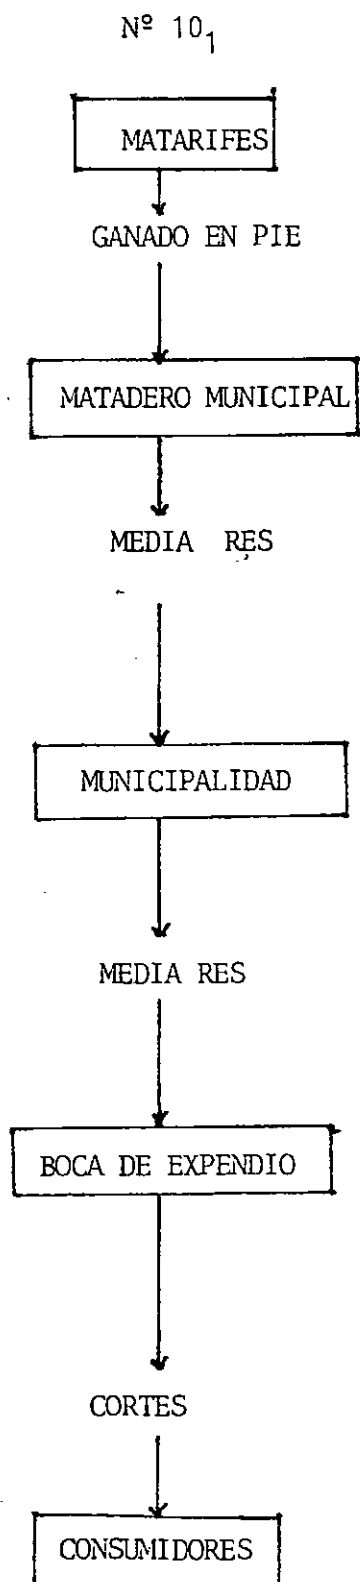 Nº 10₁
MATARIFES
GANADO EN PIE
MATADERO MUNICIPAL
MEDIA RES
MUNICIPALIDAD
MEDIA RES
BOCA DE EXPENDIO
CORTES
CONSUMIDORES